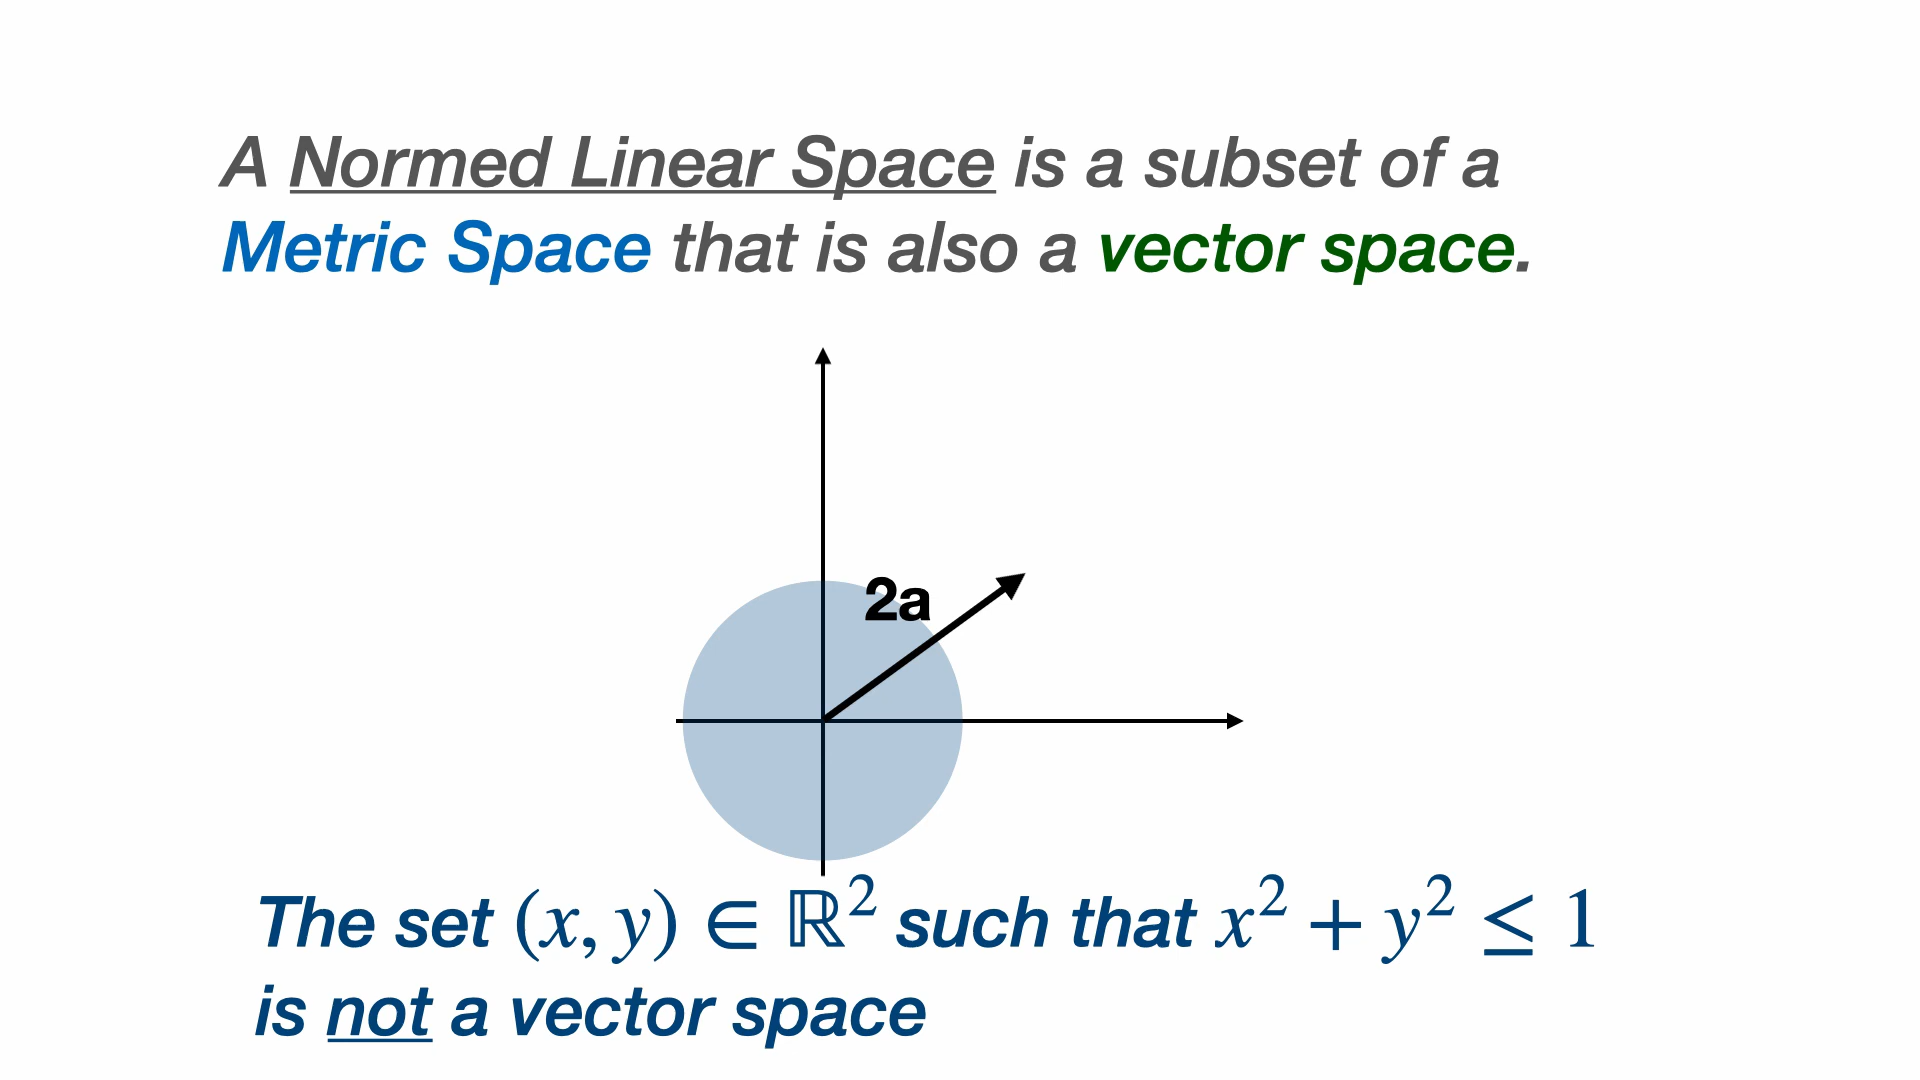 A Normed Linear Space is a subset of a
Metric Space that is also a vector space.
2a
The set (x, y) ∈ ℝ² such that x² + y² ≤ 1
is not a vector space